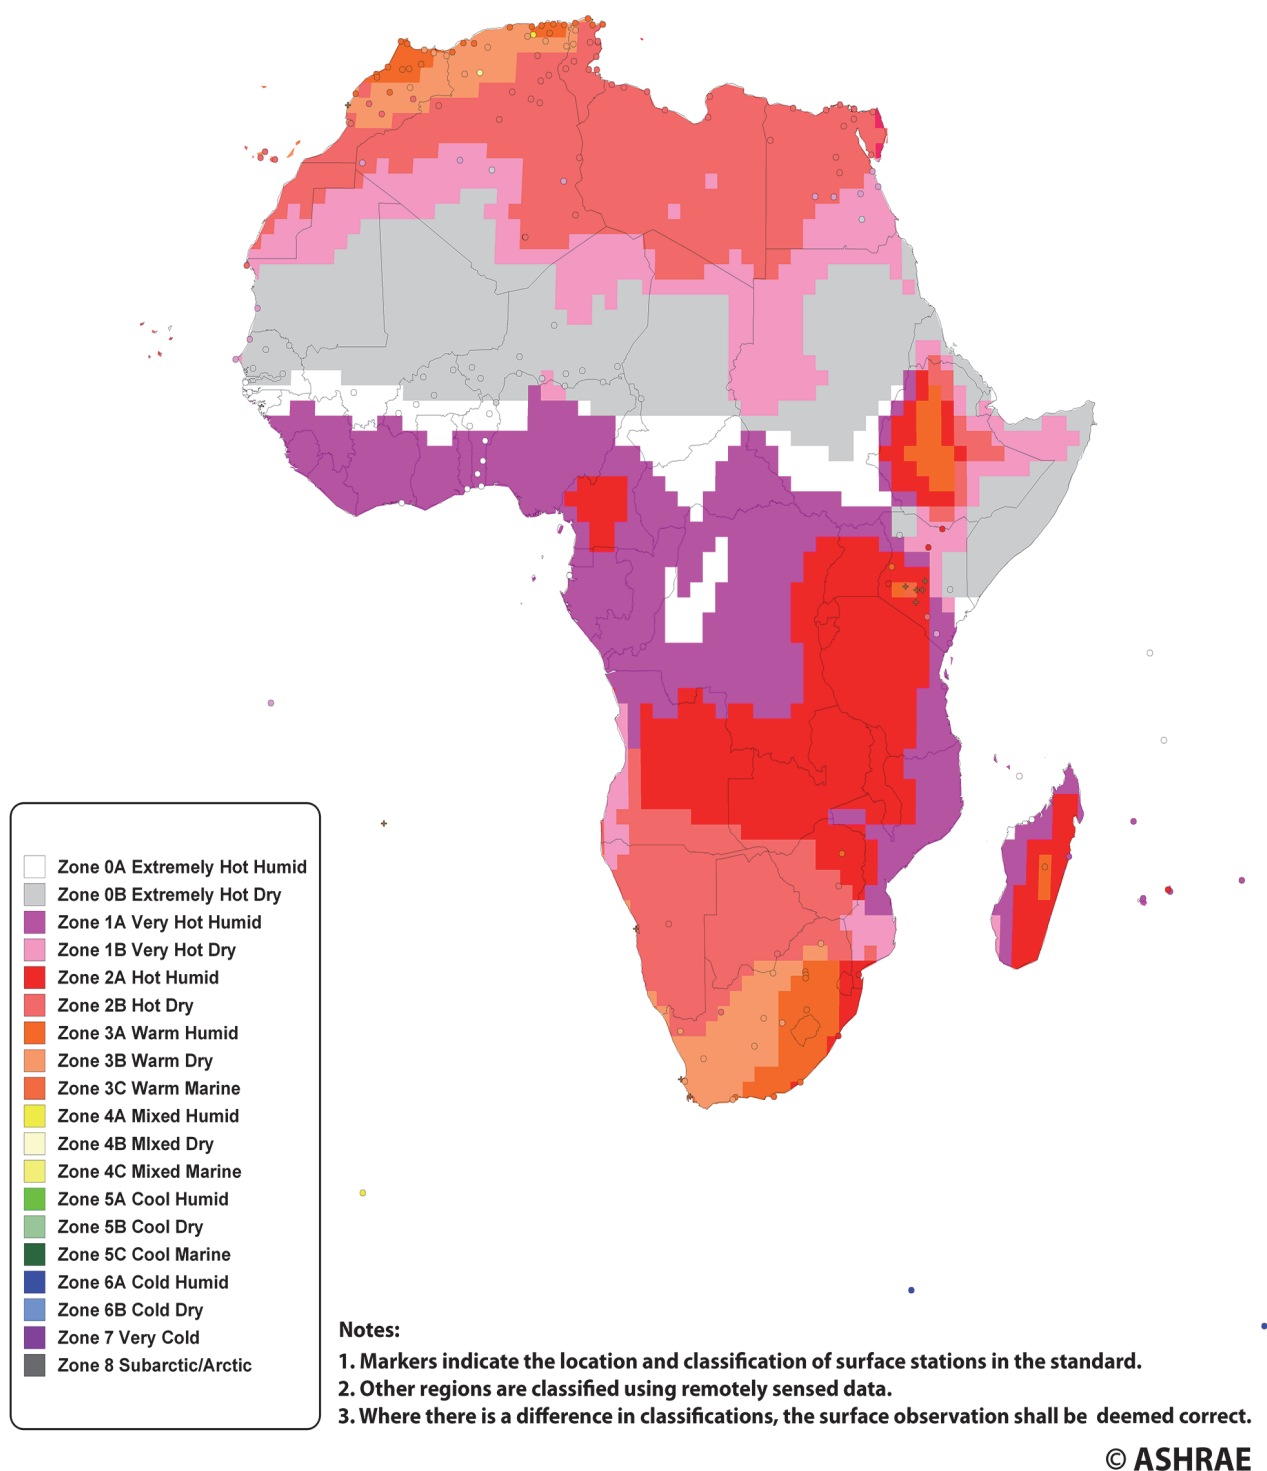 Zone 0A Extremely Hot Humid
Zone 0B Extremely Hot Dry
Zone 1A Very Hot Humid
Zone 1B Very Hot Dry
Zone 2A Hot Humid
Zone 2B Hot Dry
Zone 3A Warm Humid
Zone 3B Warm Dry
Zone 3C Warm Marine
Zone 4A Mixed Humid
Zone 4B MIxed Dry
Zone 4C Mixed Marine
Zone 5A Cool Humid
Zone 5B Cool Dry
Zone 5C Cool Marine
Zone 6A Cold Humid
Zone 6B Cold Dry
Zone 7 Very Cold
Zone 8 Subarctic/Arctic
Notes:
1. Markers indicate the location and classification of surface stations in the standard.
2. Other regions are classified using remotely sensed data.
3. Where there is a difference in classifications, the surface observation shall be deemed correct.
© ASHRAE